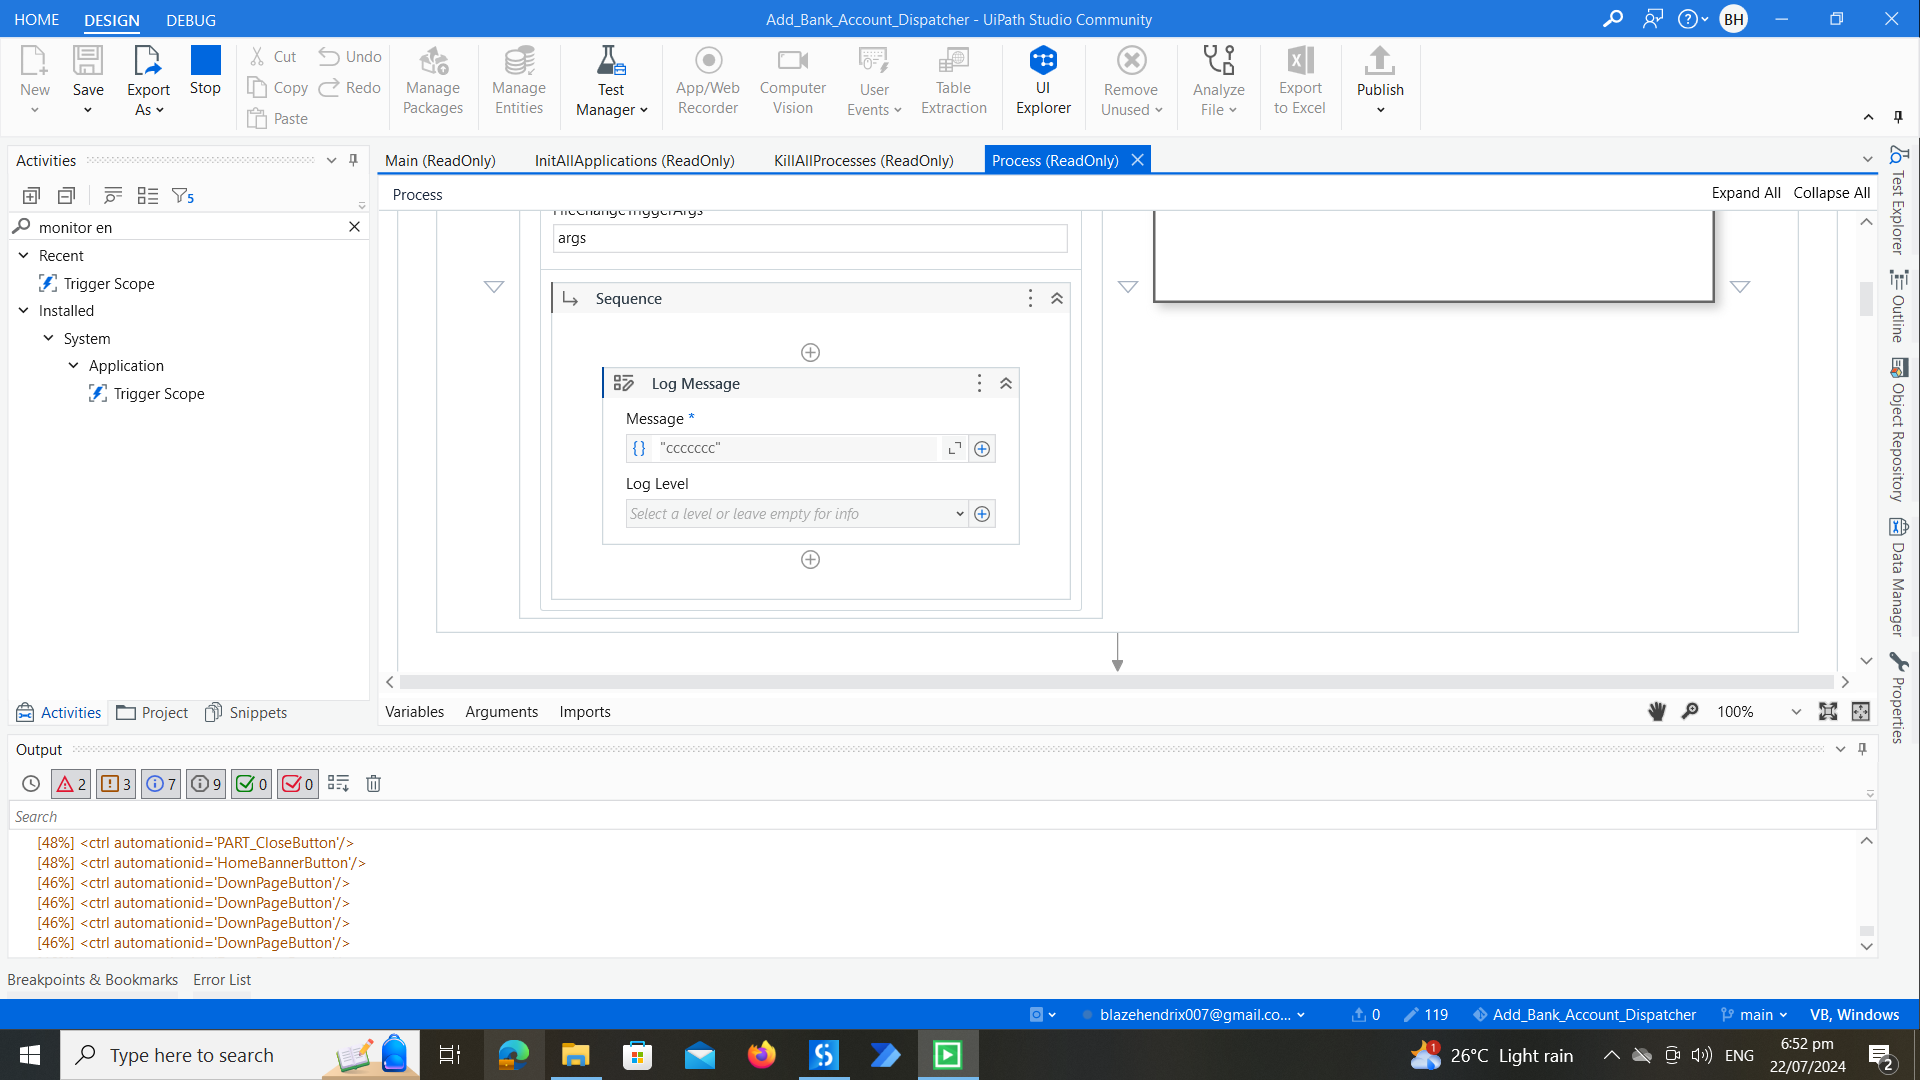 HOME
DESIGN
DEBUG
Add_Bank_Account_Dispatcher - UiPath Studio Community
BH
New
Save
Export As
Stop
Cut
Copy
Paste
Undo
Redo
Manage Packages
Manage Entities
Test Manager
App/Web Recorder
Computer Vision
User Events
Table Extraction
UI Explorer
Remove Unused
Analyze File
Export to Excel
Publish
Activities
5
monitor en
Recent
Trigger Scope
Installed
System
Application
Trigger Scope
Activities
Project
Snippets
Main (ReadOnly)
InitAllApplications (ReadOnly)
KillAllProcesses (ReadOnly)
Process (ReadOnly)
Process
Expand All
Collapse All
FileChangeTriggerArgs
args
Sequence
Log Message
Message *
{} "ccccccc"
Log Level
Select a level or leave empty for info
Variables
Arguments
Imports
100%
Test Explorer
Outline
Object Repository
Data Manager
Properties
Output
2
3
7
9
0
0
Search
[48%] <ctrl automationid='PART_CloseButton'/>
[48%] <ctrl automationid='HomeBannerButton'/>
[46%] <ctrl automationid='DownPageButton'/>
[46%] <ctrl automationid='DownPageButton'/>
[46%] <ctrl automationid='DownPageButton'/>
[46%] <ctrl automationid='DownPageButton'/>
Breakpoints & Bookmarks
Error List
blazehendrix007@gmail.co...
0
119
Add_Bank_Account_Dispatcher
main
VB, Windows
Type here to search
1
26°C Light rain
ENG
6:52 pm
22/07/2024
2